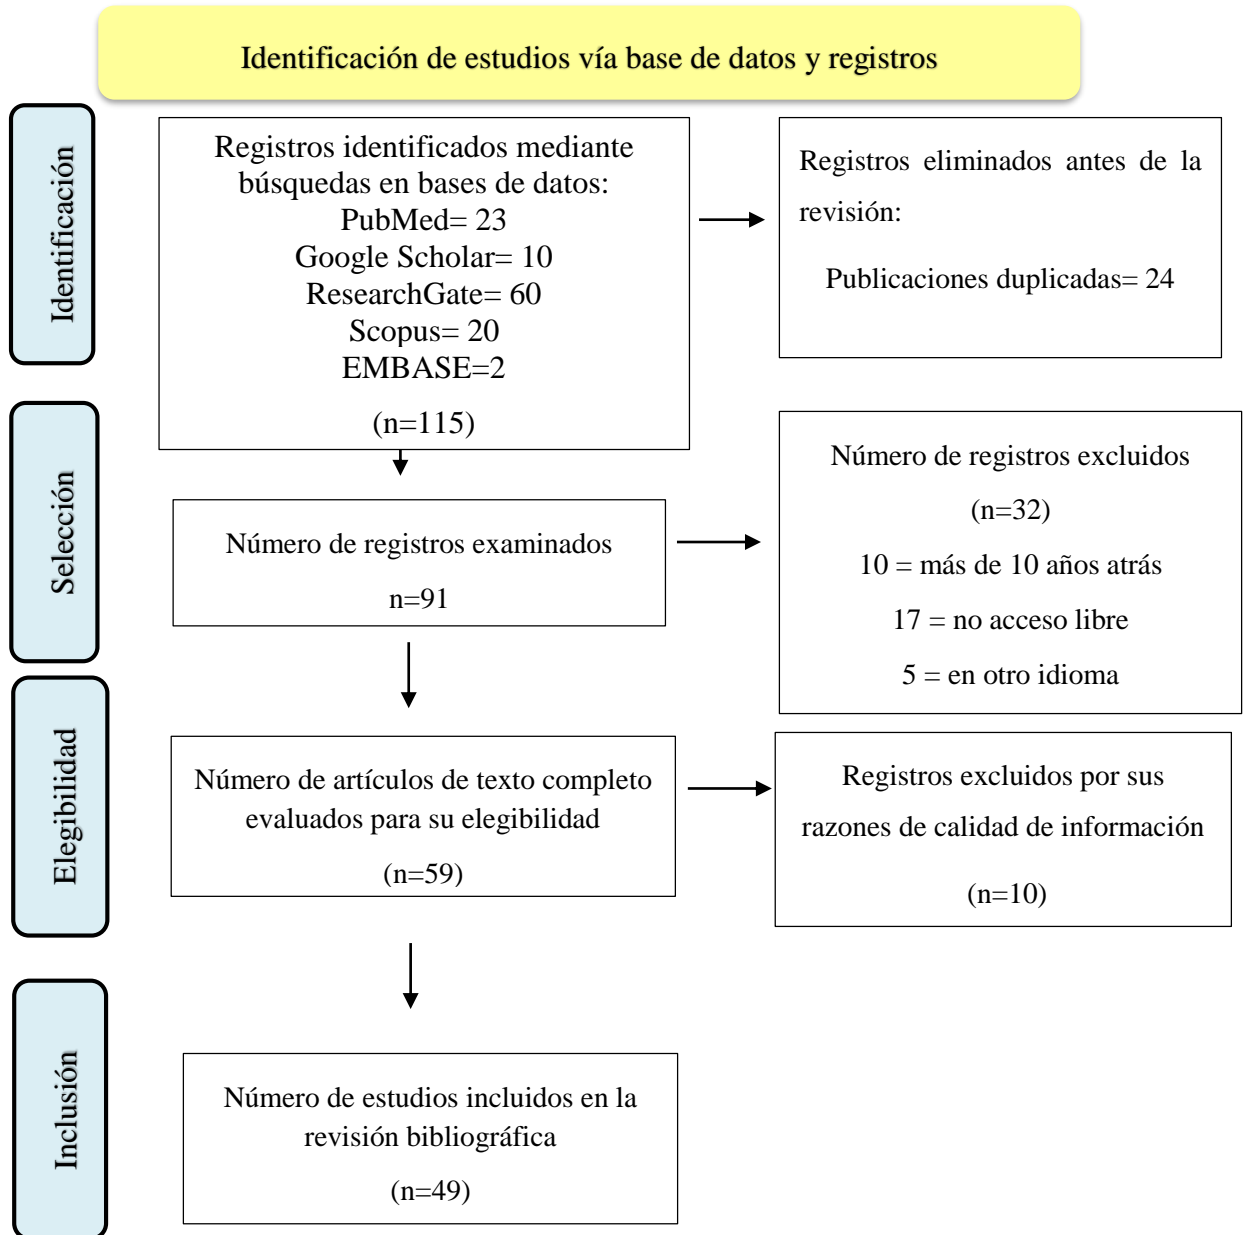 Identificación de estudios vía base de datos y registros
Identificación
Registros identificados mediante
búsquedas en bases de datos:
PubMed= 23
Google Scholar= 10
ResearchGate= 60
Scopus= 20
EMBASE=2
(n=115)
Registros eliminados antes de la
revisión:
Publicaciones duplicadas= 24
Selección
Número de registros examinados
n=91
Número de registros excluidos
(n=32)
10 = más de 10 años atrás
17 = no acceso libre
5 = en otro idioma
Elegibilidad
Número de artículos de texto completo
evaluados para su elegibilidad
(n=59)
Registros excluidos por sus
razones de calidad de información
(n=10)
Inclusión
Número de estudios incluidos en la
revisión bibliográfica
(n=49)